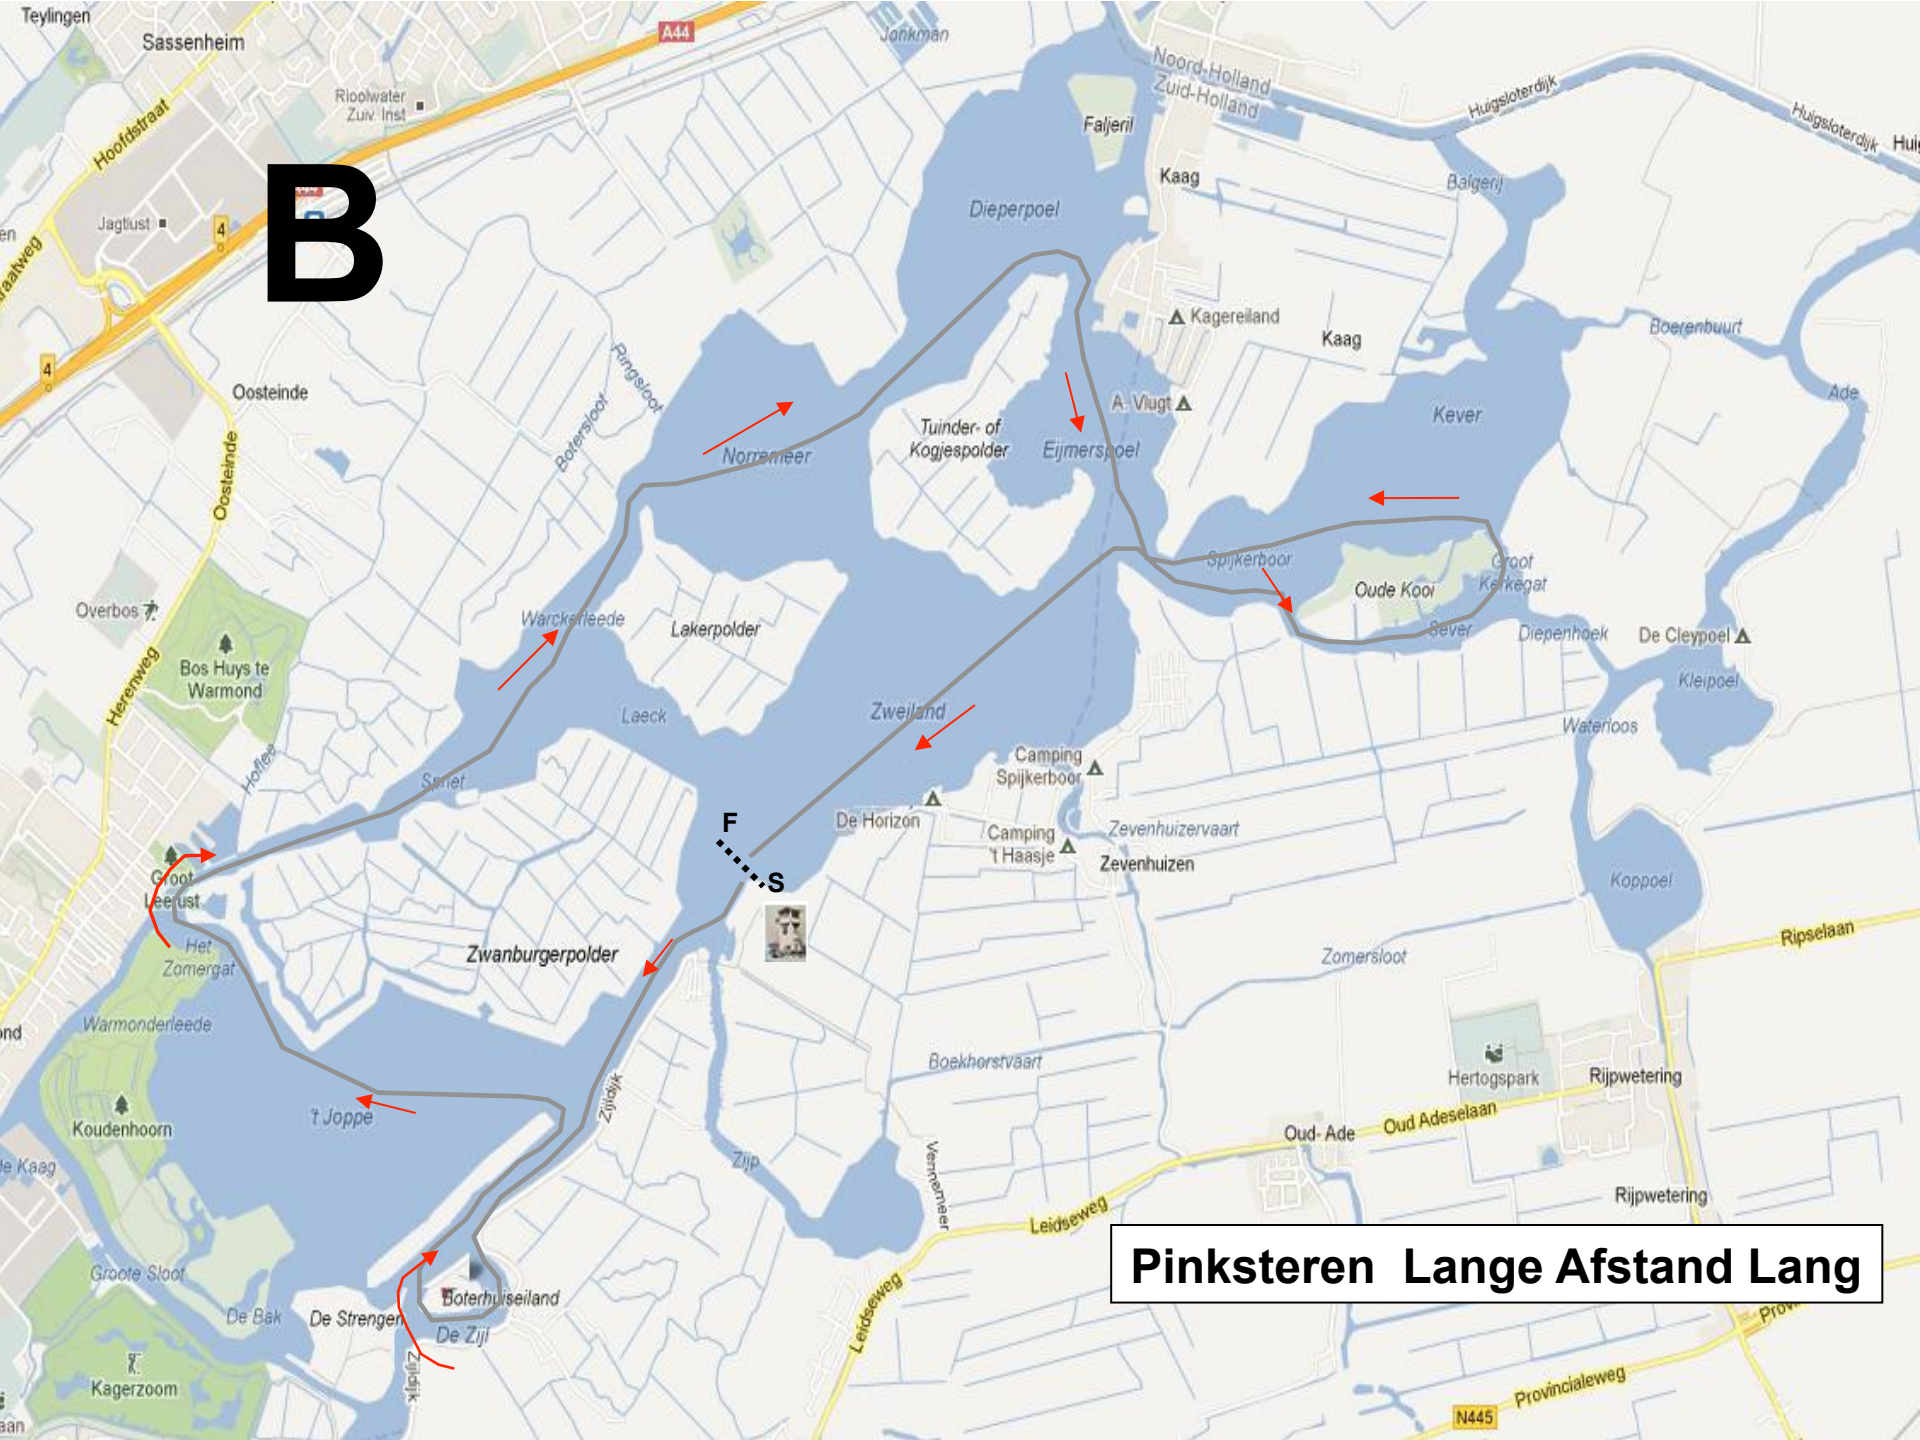 Teylingen
Sassenheim
A44
Jonkman
Noord-Holland
Zuid-Holland
Huigsloterdijk
Huigsloterdijk
Rioolwater
Zuiv. Inst
Hoofdstraat
Faljeril
Kaag
Balgerij
B
Jagtlust
4
Dieperpoel
Kagereiland
Kaag
Boerenbuurt
4
Oosteinde
Ringsloot
Botersloot
Ade
A. Vlugt
Kever
Tuinder- of
Kogjespolder
Norremeer
Eijmerspoel
Oosteinde
Spijkerboor
Groot
Kerkegat
Oude Kooi
Overbos
Warckerleede
Lakerpolder
Sever
Diepenhoek
De Cleypoel
Bos Huys te
Warmond
Herenweg
Kleipoel
Laeck
Zweiland
Waterloos
Hoflee
Spriet
Camping
Spijkerboor
F
De Horizon
Camping
't Haasje
Zevenhuizervaart
Zevenhuizen
Groot
Leerust
S
Koppoel
Het
Zomergat
Zwanburgerpolder
Zomersloot
Ripselaan
Warmonderleede
Boekhorstvaart
Hertogspark
Rijpwetering
Zijldijk
't Joppe
Koudenhoorn
Oud Adeselaan
Oud- Ade
Zijp
Vennemeer
Leidseweg
Rijpwetering
Groote Sloot
Pinksteren Lange Afstand Lang
De Bak
De Strengen
Boterhuiseiland
De Zijl
Leidseweg
Zijldijk
Kagerzoom
Provincialeweg
N445